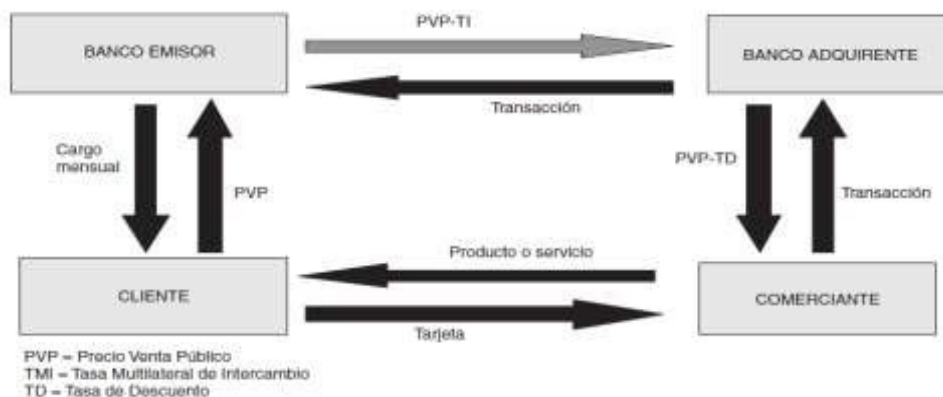 PVP-TI
BANCO EMISOR
BANCO ADQUIRENTE
Transacción
Cargo
mensual
PVP
PVP-TD
Transacción
Producto o servicio
CLIENTE
COMERCIANTE
Tarjeta
PVP = Precio Venta Público
TMI = Tasa Multilateral de Intercambio
TD = Tasa de Descuento